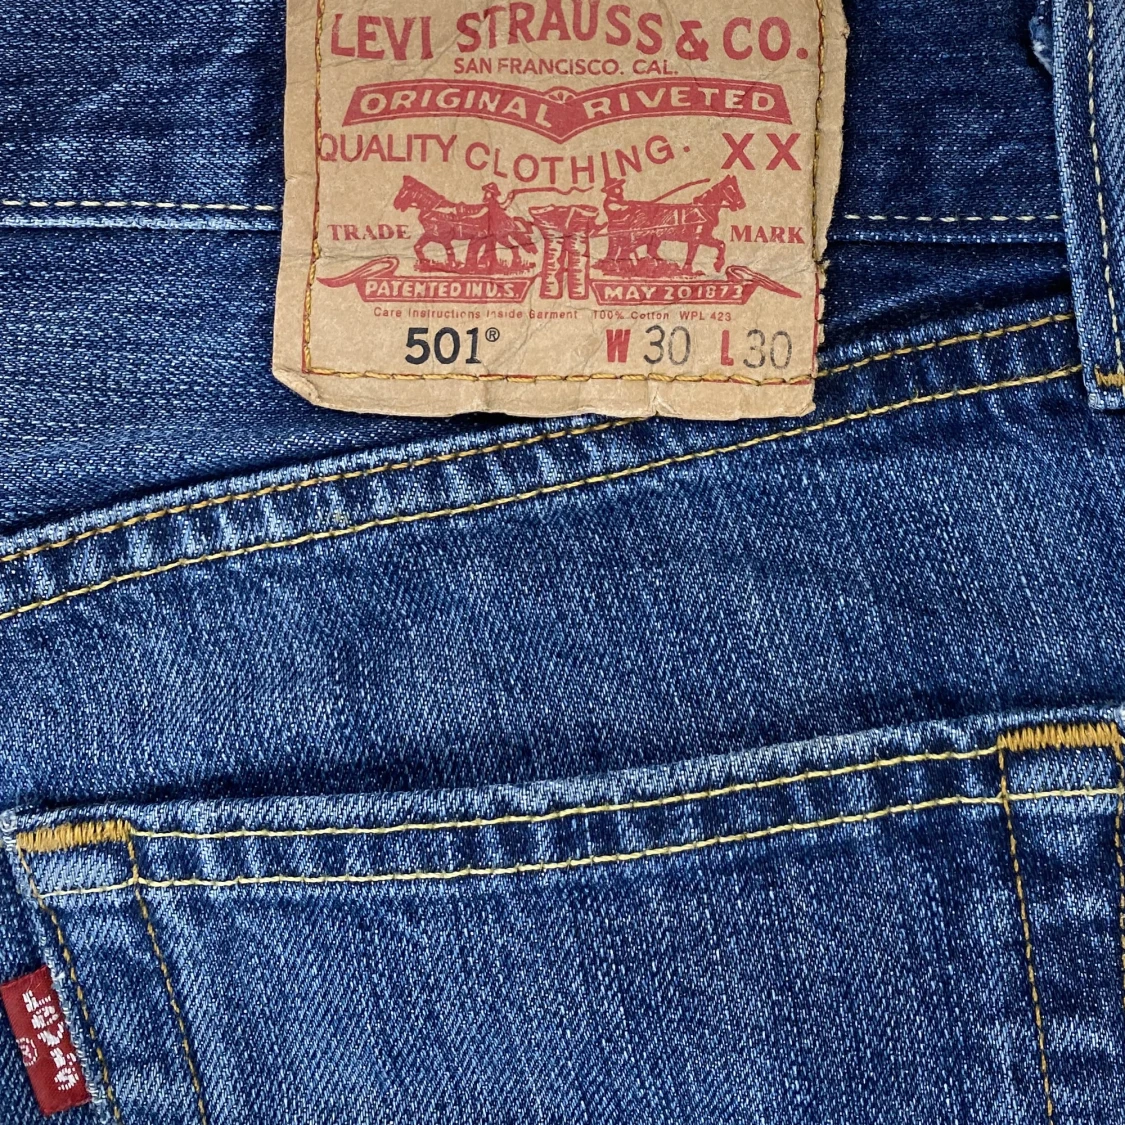 LEVI STRAUSS & CO.
SAN FRANCISCO. CAL.
ORIGINAL RIVETED
QUALITY CLOTHING. XX
TRADE MARK
PATENTED IN U.S. MAY 20 1873
Care Instructions Inside Garment 100% Cotton WPL 423
501® W 30 L 30
LEVI'S
®